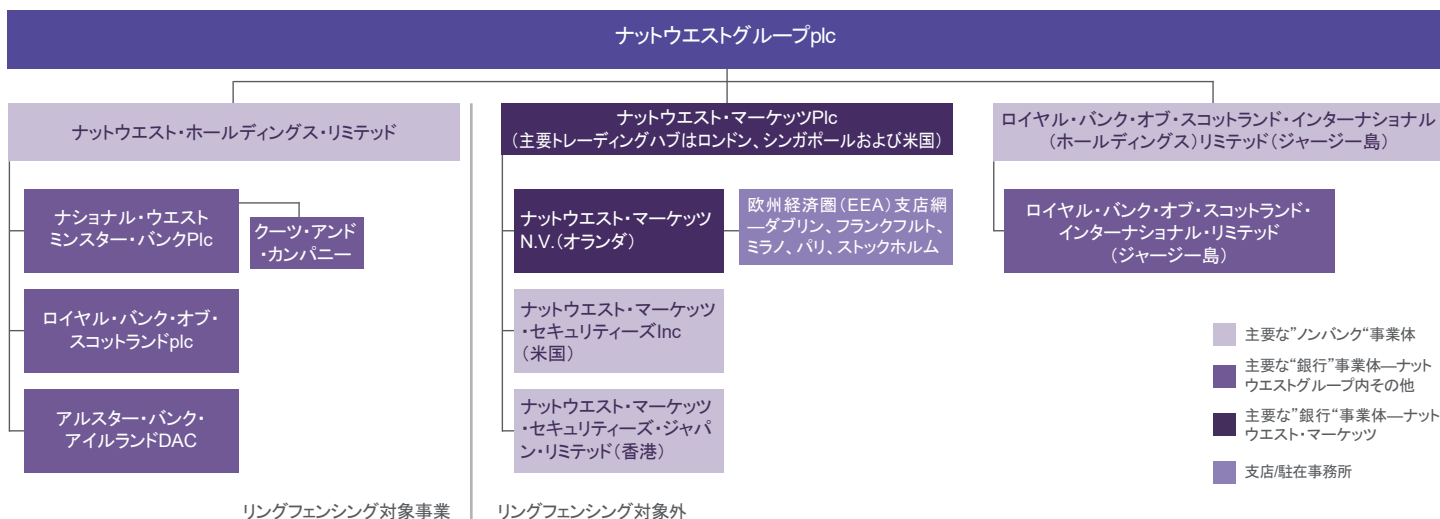 ナットウエストグループplc
ナットウエスト・ホールディングス・リミテッド
ナショナル・ウエスト
ミンスター・バンクPlc
クーツ・アンド
・カンパニー
ロイヤル・バンク・オブ・
スコットランドplc
アルスター・バンク・
アイルランドDAC
リングフェンシング対象事業
ナットウエスト・マーケッツPlc
(主要トレーディングハブはロンドン、シンガポールおよび米国)
ナットウエスト・マーケッツ
N.V.(オランダ)
欧州経済圏(EEA)支店網
―ダブリン、フランクフルト、
ミラノ、パリ、ストックホルム
ナットウエスト・マーケッツ
・セキュリティーズInc
(米国)
ナットウエスト・マーケッツ・
セキュリティーズ・ジャパ
ン・リミテッド(香港)
リングフェンシング対象外
ロイヤル・バンク・オブ・スコットランド・インターナショナル
(ホールディングス)リミテッド(ジャージー島)
ロイヤル・バンク・オブ・スコットランド・
インターナショナル・リミテッド
(ジャージー島)
主要な”ノンバンク“事業体
主要な“銀行”事業体―ナット
ウエストグループ内その他
主要な”銀行“事業体―ナット
ウエスト・マーケッツ
支店/駐在事務所